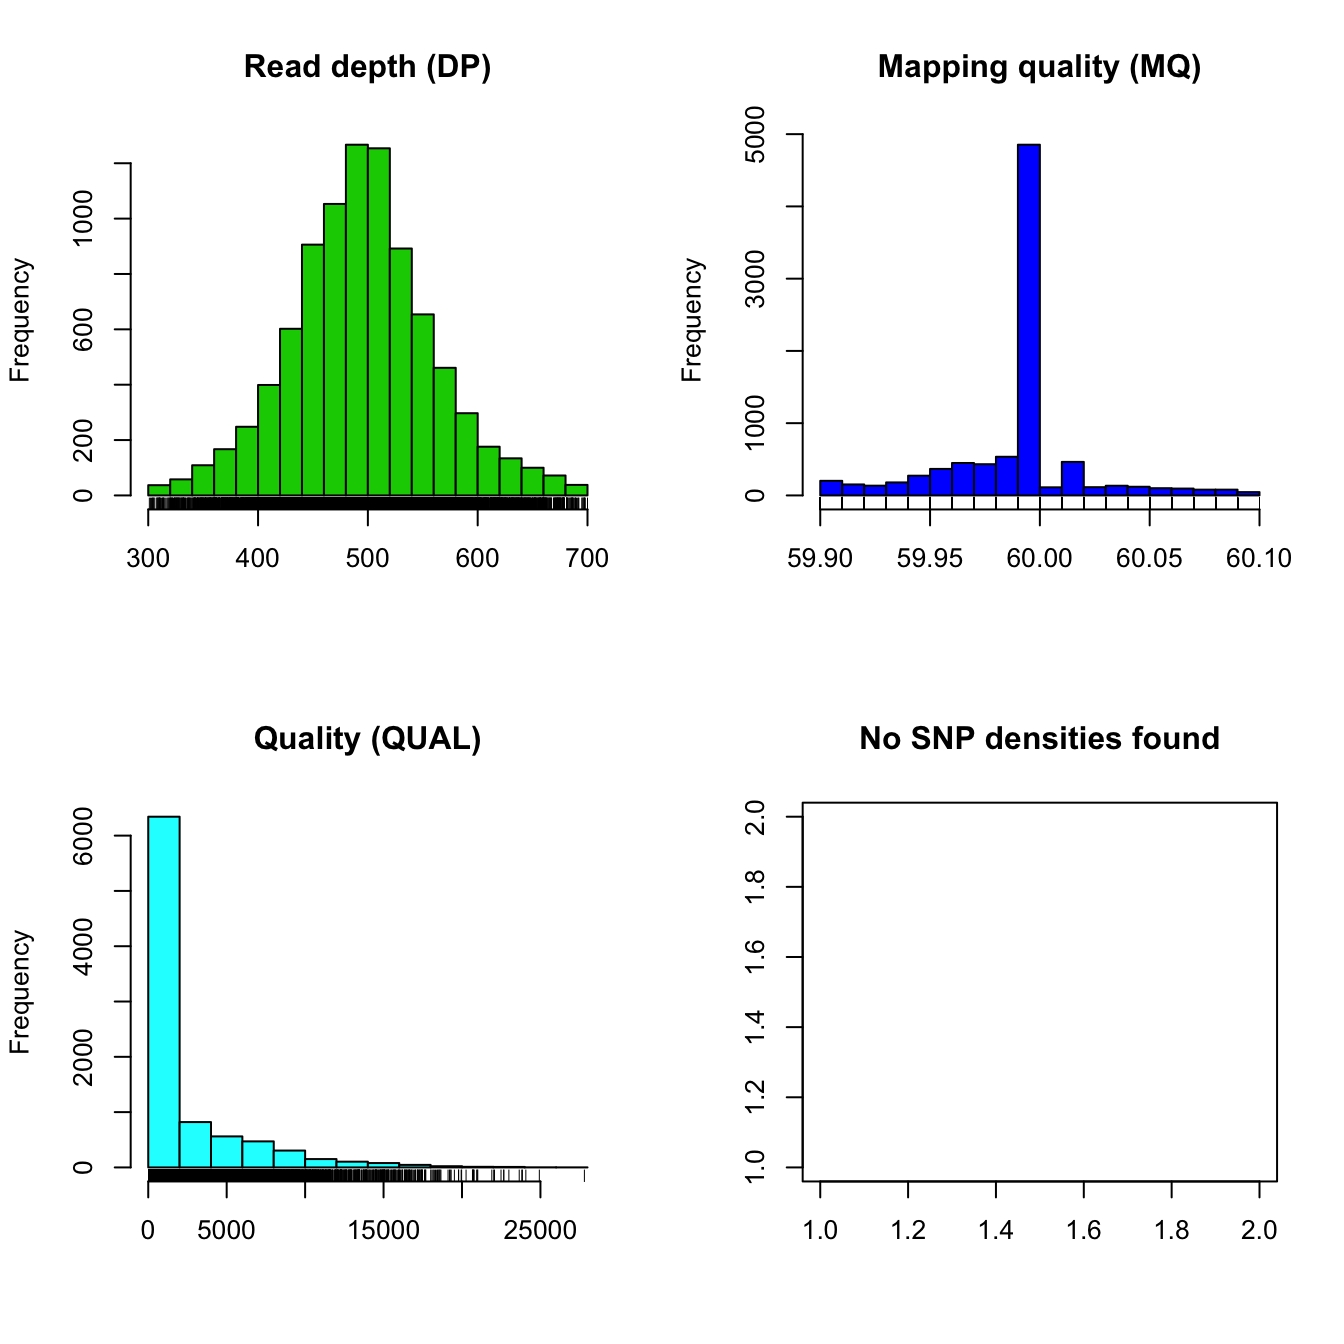 Read depth (DP)
Frequency
0 200 600 1000
300 400 500 600 700
Mapping quality (MQ)
Frequency
0 1000 3000 5000
59.90 59.95 60.00 60.05 60.10
Quality (QUAL)
Frequency
0 2000 4000 6000
0 5000 15000 25000
No SNP densities found
1.0 1.2 1.4 1.6 1.8 2.0
1.0 1.2 1.4 1.6 1.8 2.0